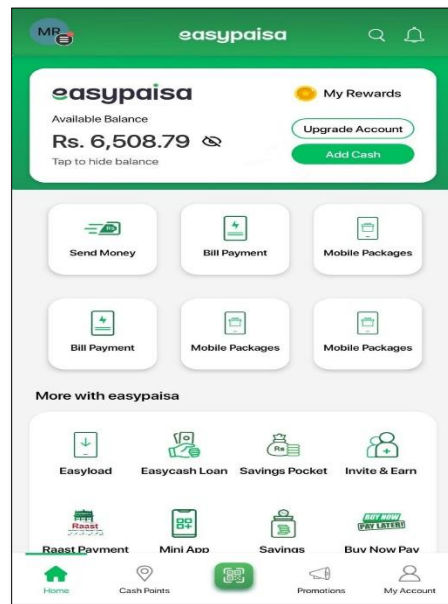 MR
easypaisa
easypaisa
My Rewards
Available Balance
Upgrade Account
Rs. 6,508.79
Add Cash
Tap to hide balance
Send Money Bill Payment Mobile Packages
Bill Payment Mobile Packages Mobile Packages
More with easypaisa
Rs
Easyload Easycash Loan Savings Pocket Invite & Earn
Raast
BUY NOW
PAY LATER!
Raast Payment Mini App Savings Buy Now Pay
Home Cash Points Promotions My Account